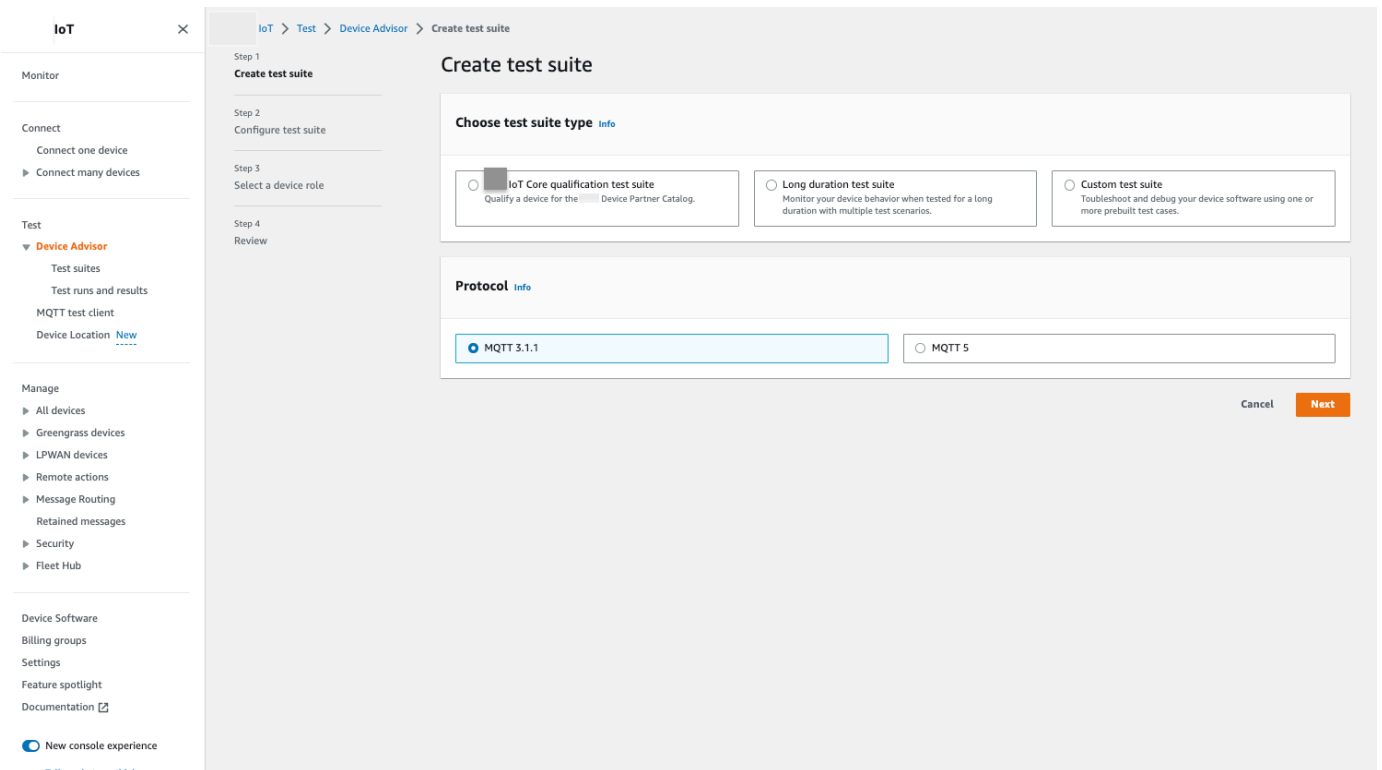 IoT
Monitor
Connect
Connect one device
Connect many devices
Test
Device Advisor
Test suites
Test runs and results
MQTT test client
Device Location New
Manage
All devices
Greengrass devices
LPWAN devices
Remote actions
Message Routing
Retained messages
Security
Fleet Hub
Device Software
Billing groups
Settings
Feature spotlight
Documentation
New console experience
IoT > Test > Device Advisor > Create test suite
Step 1
Create test suite
Step 2
Configure test suite
Step 3
Select a device role
Step 4
Review
Create test suite
Choose test suite type Info
IoT Core qualification test suite
Qualify a device for the Device Partner Catalog.
Long duration test suite
Monitor your device behavior when tested for a long
duration with multiple test scenarios.
Custom test suite
Toubleshoot and debug your device software using one or
more prebuilt test cases.
Protocol Info
MQTT 3.1.1
MQTT 5
Cancel
Next